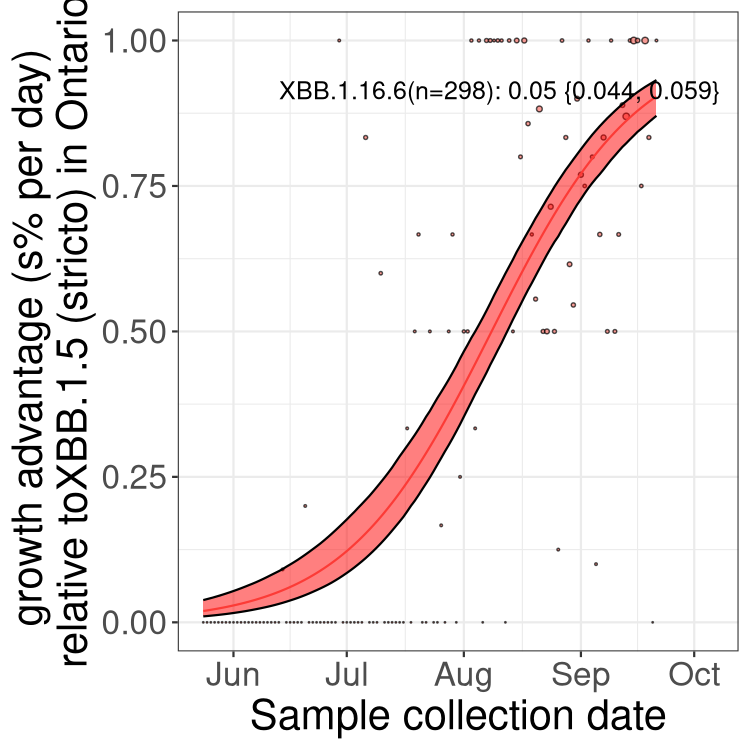 growth advantage (s% per day)
relative toXBB.1.5 (stricto) in Ontario
1.00
XBB.1.16.6(n=298): 0.05 {0.044, 0.059}
0.75
0.50
0.25
0.00
Jun Jul Aug Sep Oct
Sample collection date